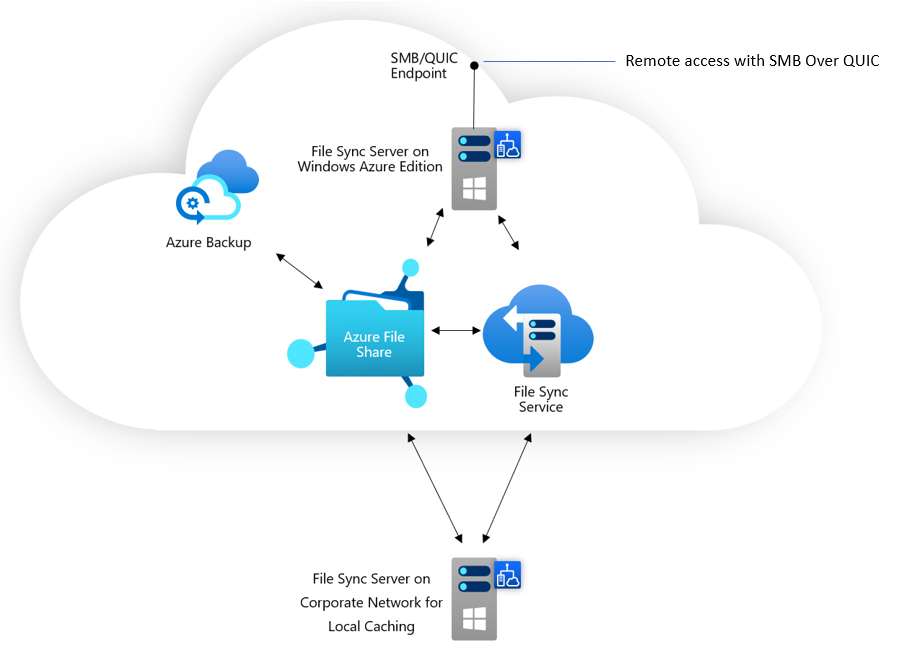 SMB/QUIC
Endpoint
Remote access with SMB Over QUIC
File Sync Server on
Windows Azure Edition
Azure Backup
Azure File
Share
File Sync
Service
File Sync Server on
Corporate Network for
Local Caching